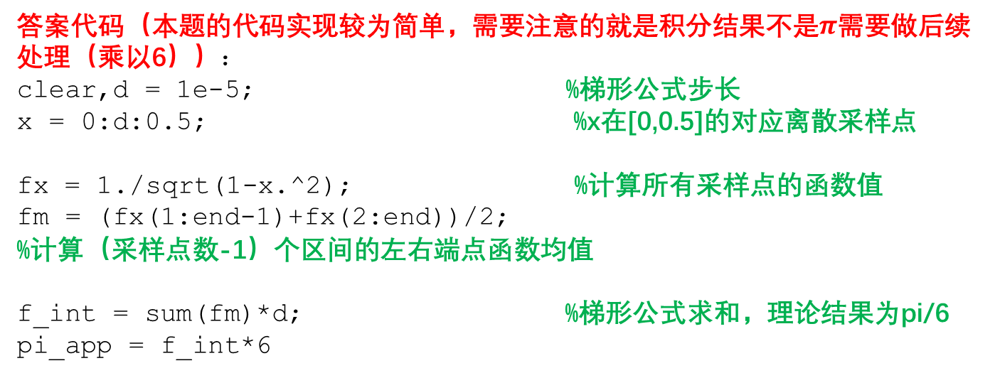 答案代码（本题的代码实现较为简单，需要注意的就是积分结果不是π需要做后续
处理（乘以6））：
clear,d = 1e-5; %梯形公式步长
x = 0:d:0.5; %x在[0,0.5]的对应离散采样点
fx = 1./sqrt(1-x.^2); %计算所有采样点的函数值
fm = (fx(1:end-1)+fx(2:end))/2;
%计算（采样点数-1）个区间的左右端点函数均值
f_int = sum(fm)*d; %梯形公式求和，理论结果为pi/6
pi_app = f_int*6